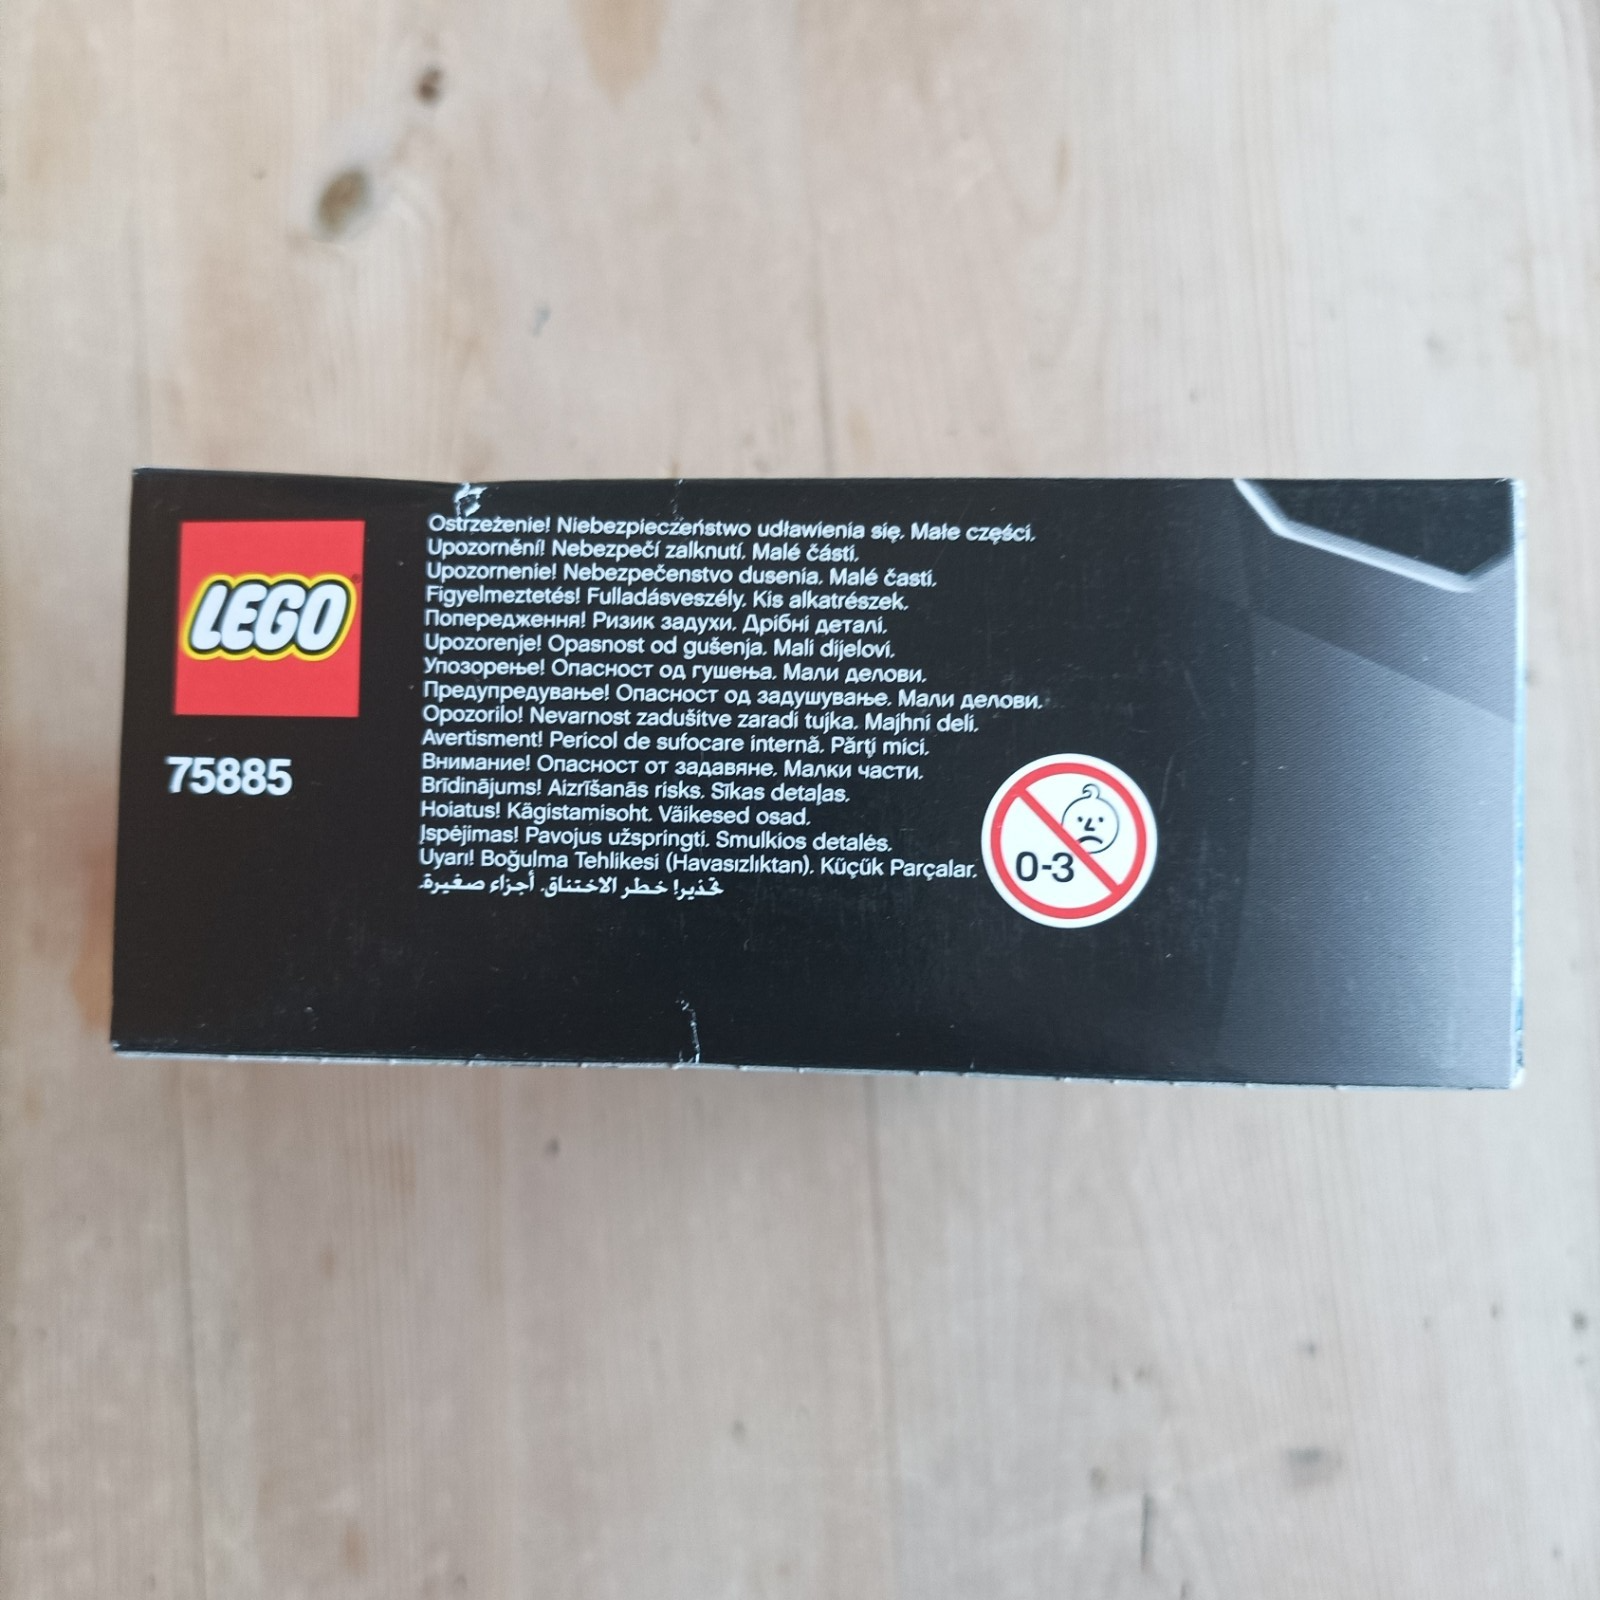 LEGO®
75885
Ostrzeżenie! Niebezpieczeństwo udławienia się. Małe części.
Upozornění! Nebezpečí zalknutí. Malé části.
Upozornenie! Nebezpečenstvo dusenia. Malé časti.
Figyelmeztetés! Fulladásveszély. Kis alkatrészek.
Попередження! Ризик задухи. Дрібні деталі.
Upozorenje! Opasnost od gušenja. Mali dijelovi.
Упозорење! Опасност од гушења. Мали делови.
Предупредување! Опасност од задушување. Мали делови.
Opozorilo! Nevarnost zadušitve zaradi tujka. Majhni deli.
Avertisment! Pericol de sufocare internă. Părţi mici.
Внимание! Опасност от задавяне. Малки части.
Brīdinājums! Aizrīšanās risks. Sīkas detaļas.
Hoiatus! Kägistamisoht. Väikesed osad.
Įspėjimas! Pavojus užspringti. Smulkios detalės.
Uyarı! Boğulma Tehlikesi (Havasızlıktan). Küçük Parçalar.
تحذير! خطر الاختناق. أجزاء صغيرة.
0-3